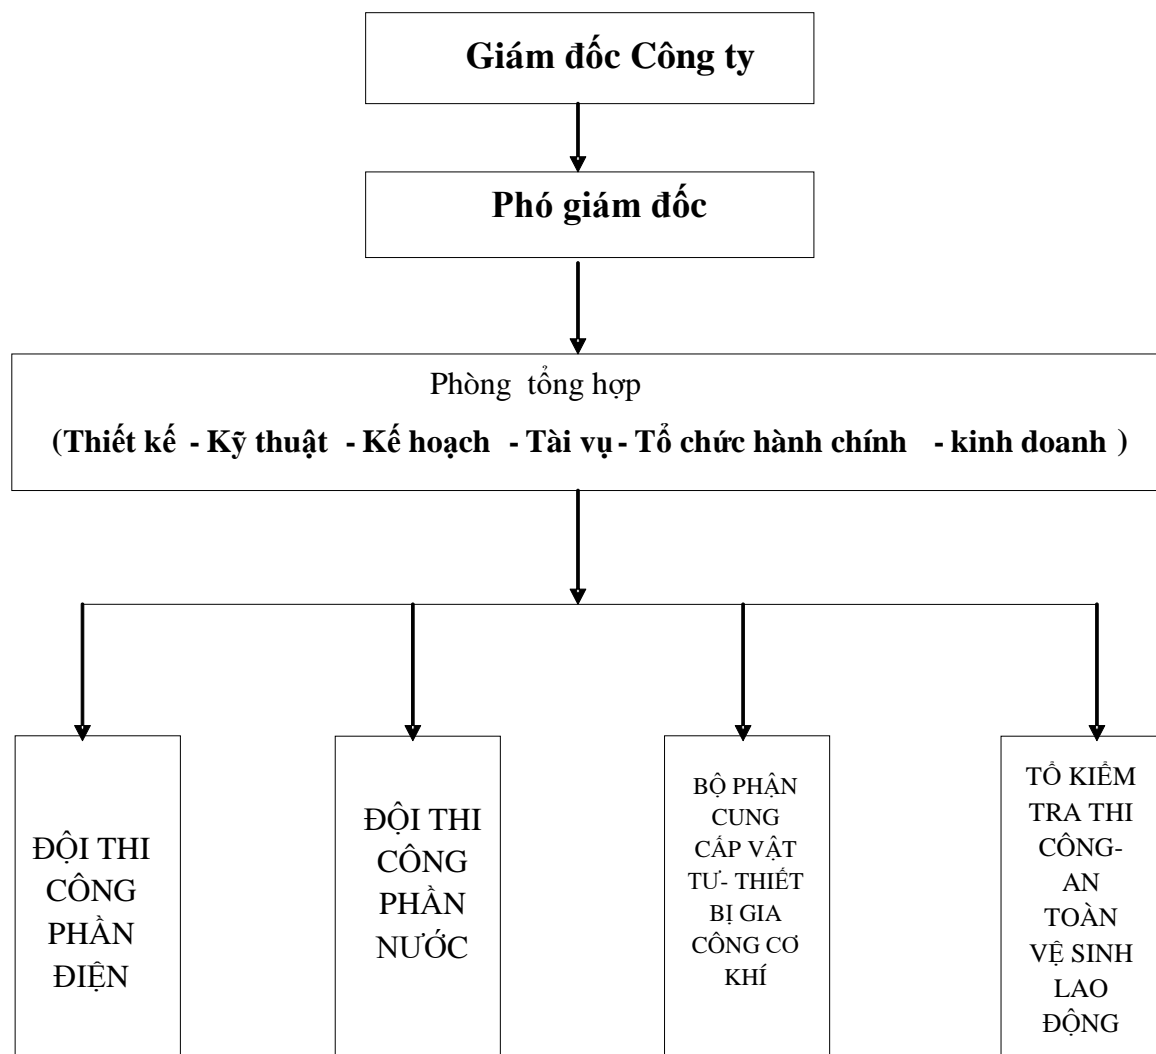 Giám đốc Công ty
Phó giám đốc
Phòng tổng hợp
(Thiết kế - Kỹ thuật - Kế hoạch - Tài vụ - Tổ chức hành chính - kinh doanh )
ĐỘI THI
CÔNG
PHẦN
ĐIỆN
ĐỘI THI
CÔNG
PHẦN
NƯỚC
BỘ PHẬN
CUNG
CẤP VẬT
TƯ- THIẾT
BỊ GIA
CÔNG CƠ
KHÍ
TỔ KIỂM
TRA THI
CÔNG-
AN
TOÀN
VỆ SINH
LAO
ĐỘNG